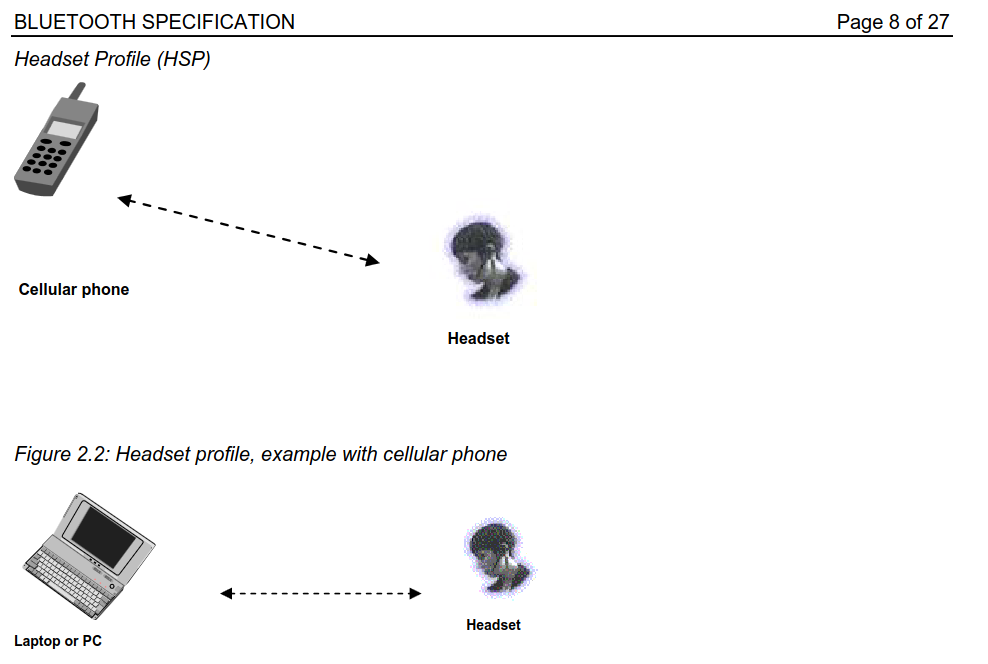 BLUETOOTH SPECIFICATION Page 8 of 27
Headset Profile (HSP)
Cellular phone
Headset
Figure 2.2: Headset profile, example with cellular phone
Headset
Laptop or PC